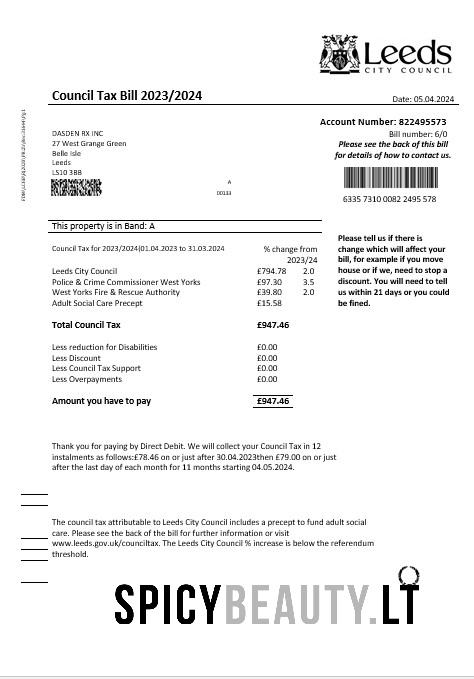 Leeds
CITY COUNCIL
Council Tax Bill 2023/2024
Date: 05.04.2024
Account Number: 822495573
Bill number: 6/0
Please see the back of this bill
for details of how to contact us.
6335 7310 0082 2495 578
DASDEN RX INC
27 West Grange Green
Belle Isle
Leeds
LS10 3BB
A
00133
This property is in Band: A
Council Tax for 2023/2024(01.04.2023 to 31.03.2024
% change from
2023/24
Leeds City Council £794.78 2.0
Police & Crime Commissioner West Yorks £97.30 3.5
West Yorks Fire & Rescue Authority £39.80 2.0
Adult Social Care Precept £15.58
Total Council Tax £947.46
Less reduction for Disabilities £0.00
Less Discount £0.00
Less Council Tax Support £0.00
Less Overpayments £0.00
Amount you have to pay £947.46
Please tell us if there is
change which will affect your
bill, for example if you move
house or if we, need to stop a
discount. You will need to tell
us within 21 days or you could
be fined.
Thank you for paying by Direct Debit. We will collect your Council Tax in 12
instalments as follows:£78.46 on or just after 30.04.2023then £79.00 on or just
after the last day of each month for 11 months starting 04.05.2024.
The council tax attributable to Leeds City Council includes a precept to fund adult social
care. Please see the back of the bill for further information or visit
www.leeds.gov.uk/counciltax. The Leeds City Council % increase is below the referendum
threshold.
SPICYBEAUTY.LT